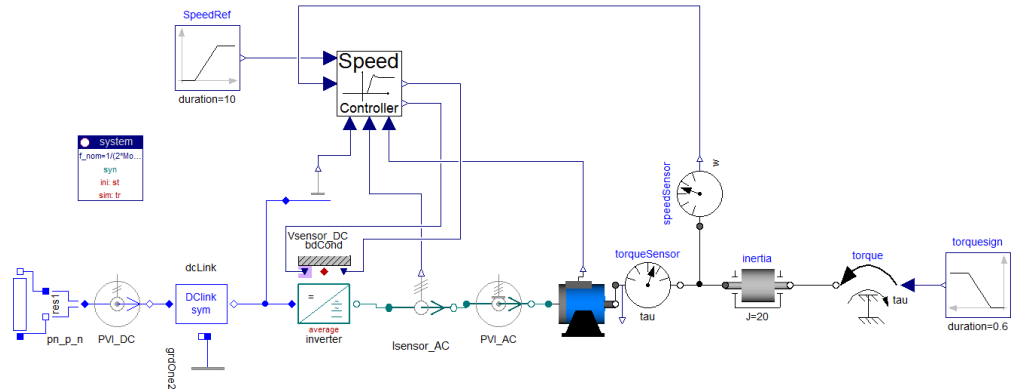 SpeedRef
duration=10
Speed
Controller
system
f_nom=1/(2*Mo...
syn
ini: st
sim: tr
w
speedSensor
Vsensor_DC
bdCond
dcLink
DClink
sym
res1
pn_p_n
PVI_DC
grdOne2
=
average
inverter
Isensor_AC
PVI_AC
torqueSensor
tau
inertia
J=20
torque
tau
torquesign
duration=0.6